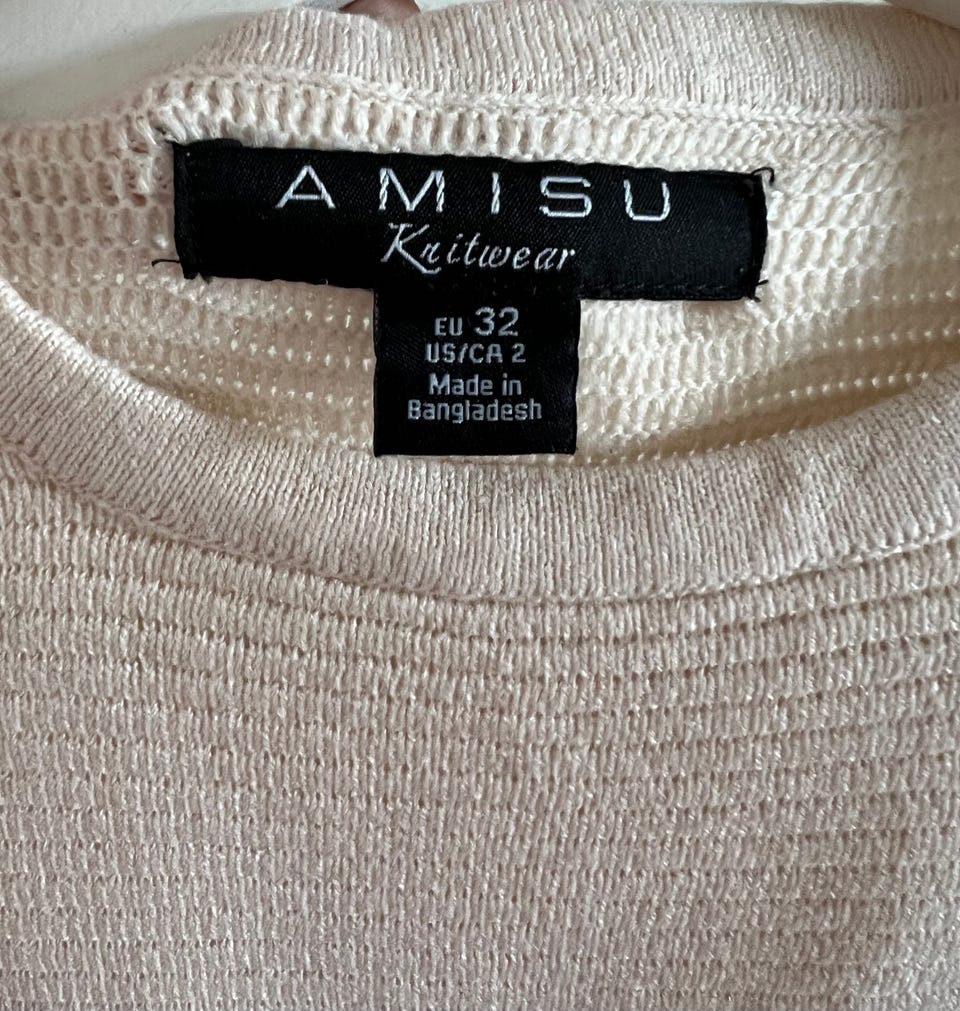 AMISU
Knitwear
EU 32
US/CA 2
Made in
Bangladesh